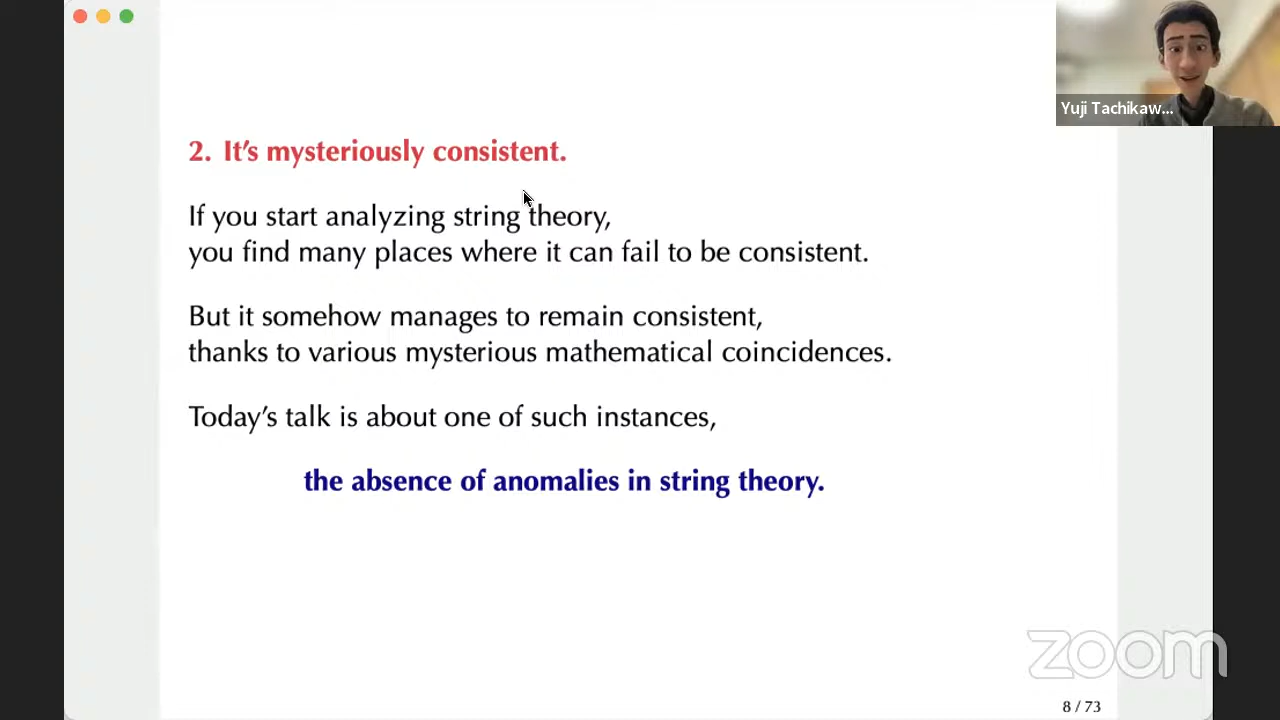 Yuji Tachikaw...
2. It's mysteriously consistent.
If you start analyzing string theory,
you find many places where it can fail to be consistent.
But it somehow manages to remain consistent,
thanks to various mysterious mathematical coincidences.
Today's talk is about one of such instances,
the absence of anomalies in string theory.
zoom
8 / 73